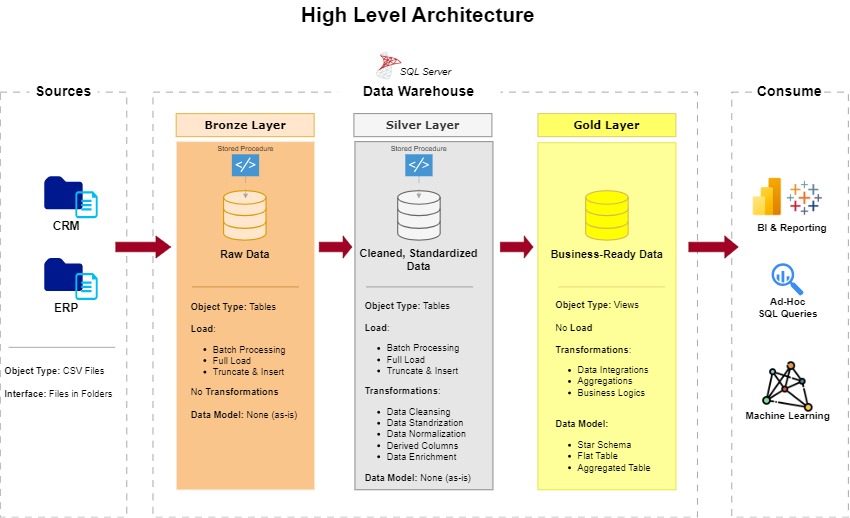 High Level Architecture
SQL Server
Sources
Data Warehouse
Consume
CRM
ERP
Object Type: CSV Files
Interface: Files in Folders
Bronze Layer
Stored Procedure
</>
Raw Data
Object Type: Tables
Load:
• Batch Processing
• Full Load
• Truncate & Insert
No Transformations
Data Model: None (as-is)
Silver Layer
Stored Procedure
</>
Cleaned, Standardized
Data
Object Type: Tables
Load:
• Batch Processing
• Full Load
• Truncate & Insert
Transformations:
• Data Cleansing
• Data Standrization
• Data Normalization
• Derived Columns
• Data Enrichment
Data Model: None (as-is)
Gold Layer
Business-Ready Data
Object Type: Views
No Load
Transformations:
• Data Integrations
• Aggregations
• Business Logics
Data Model:
• Star Schema
• Flat Table
• Aggregated Table
BI & Reporting
Ad-Hoc
SQL Queries
Machine Learning